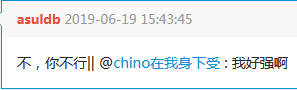 asuldb 2019-06-19 15:43:45
不，你不行|| @chino在我身下受 : 我好强啊